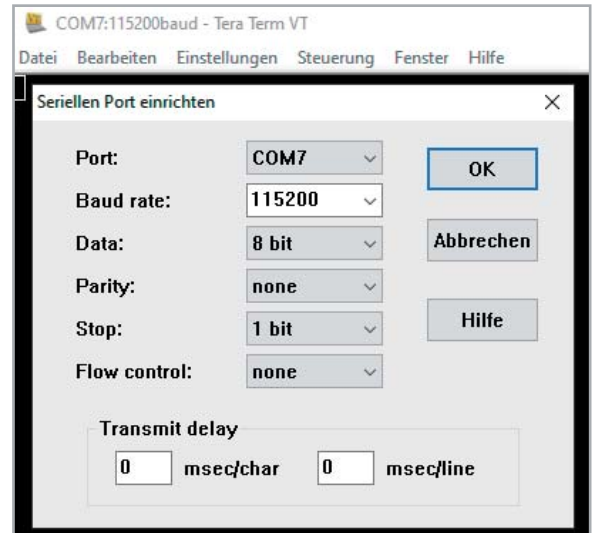 COM7:115200baud - Tera Term VT
Datei Bearbeiten Einstellungen Steuerung Fenster Hilfe
Seriellen Port einrichten
Port: COM7 OK
Baud rate: 115200
Data: 8 bit Abbrechen
Parity: none
Stop: 1 bit Hilfe
Flow control: none
Transmit delay
0 msec/char 0 msec/line